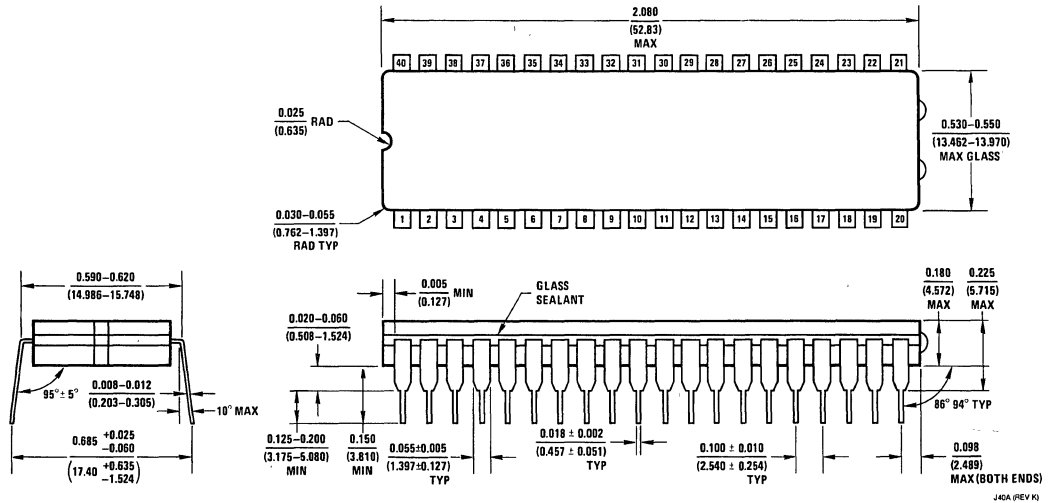 2.080
(52.83)
MAX
40 39 38 37 36 35 34 33 32 31 30 29 28 27 26 25 24 23 22 21
0.025
(0.635)
RAD
0.530–0.550
(13.462–13.970)
MAX GLASS
0.030–0.055
(0.762–1.397)
RAD TYP
1 2 3 4 5 6 7 8 9 10 11 12 13 14 15 16 17 18 19 20
0.590–0.620
(14.986–15.748)
0.005
(0.127)
MIN
GLASS
SEALANT
0.180
(4.572)
MAX
0.225
(5.715)
MAX
0.020–0.060
(0.508–1.524)
95° ± 5°
0.008–0.012
(0.203–0.305)
10° MAX
86° 94° TYP
0.685 +0.025
–0.060
(17.40 +0.635
–1.524)
0.125–0.200
(3.175–5.080)
MIN
0.150
(3.810)
MIN
0.055±0.005
(1.397±0.127)
TYP
0.018 ± 0.002
(0.457 ± 0.051)
TYP
0.100 ± 0.010
(2.540 ± 0.254)
TYP
0.098
(2.489)
MAX (BOTH ENDS)
J40A (REV K)